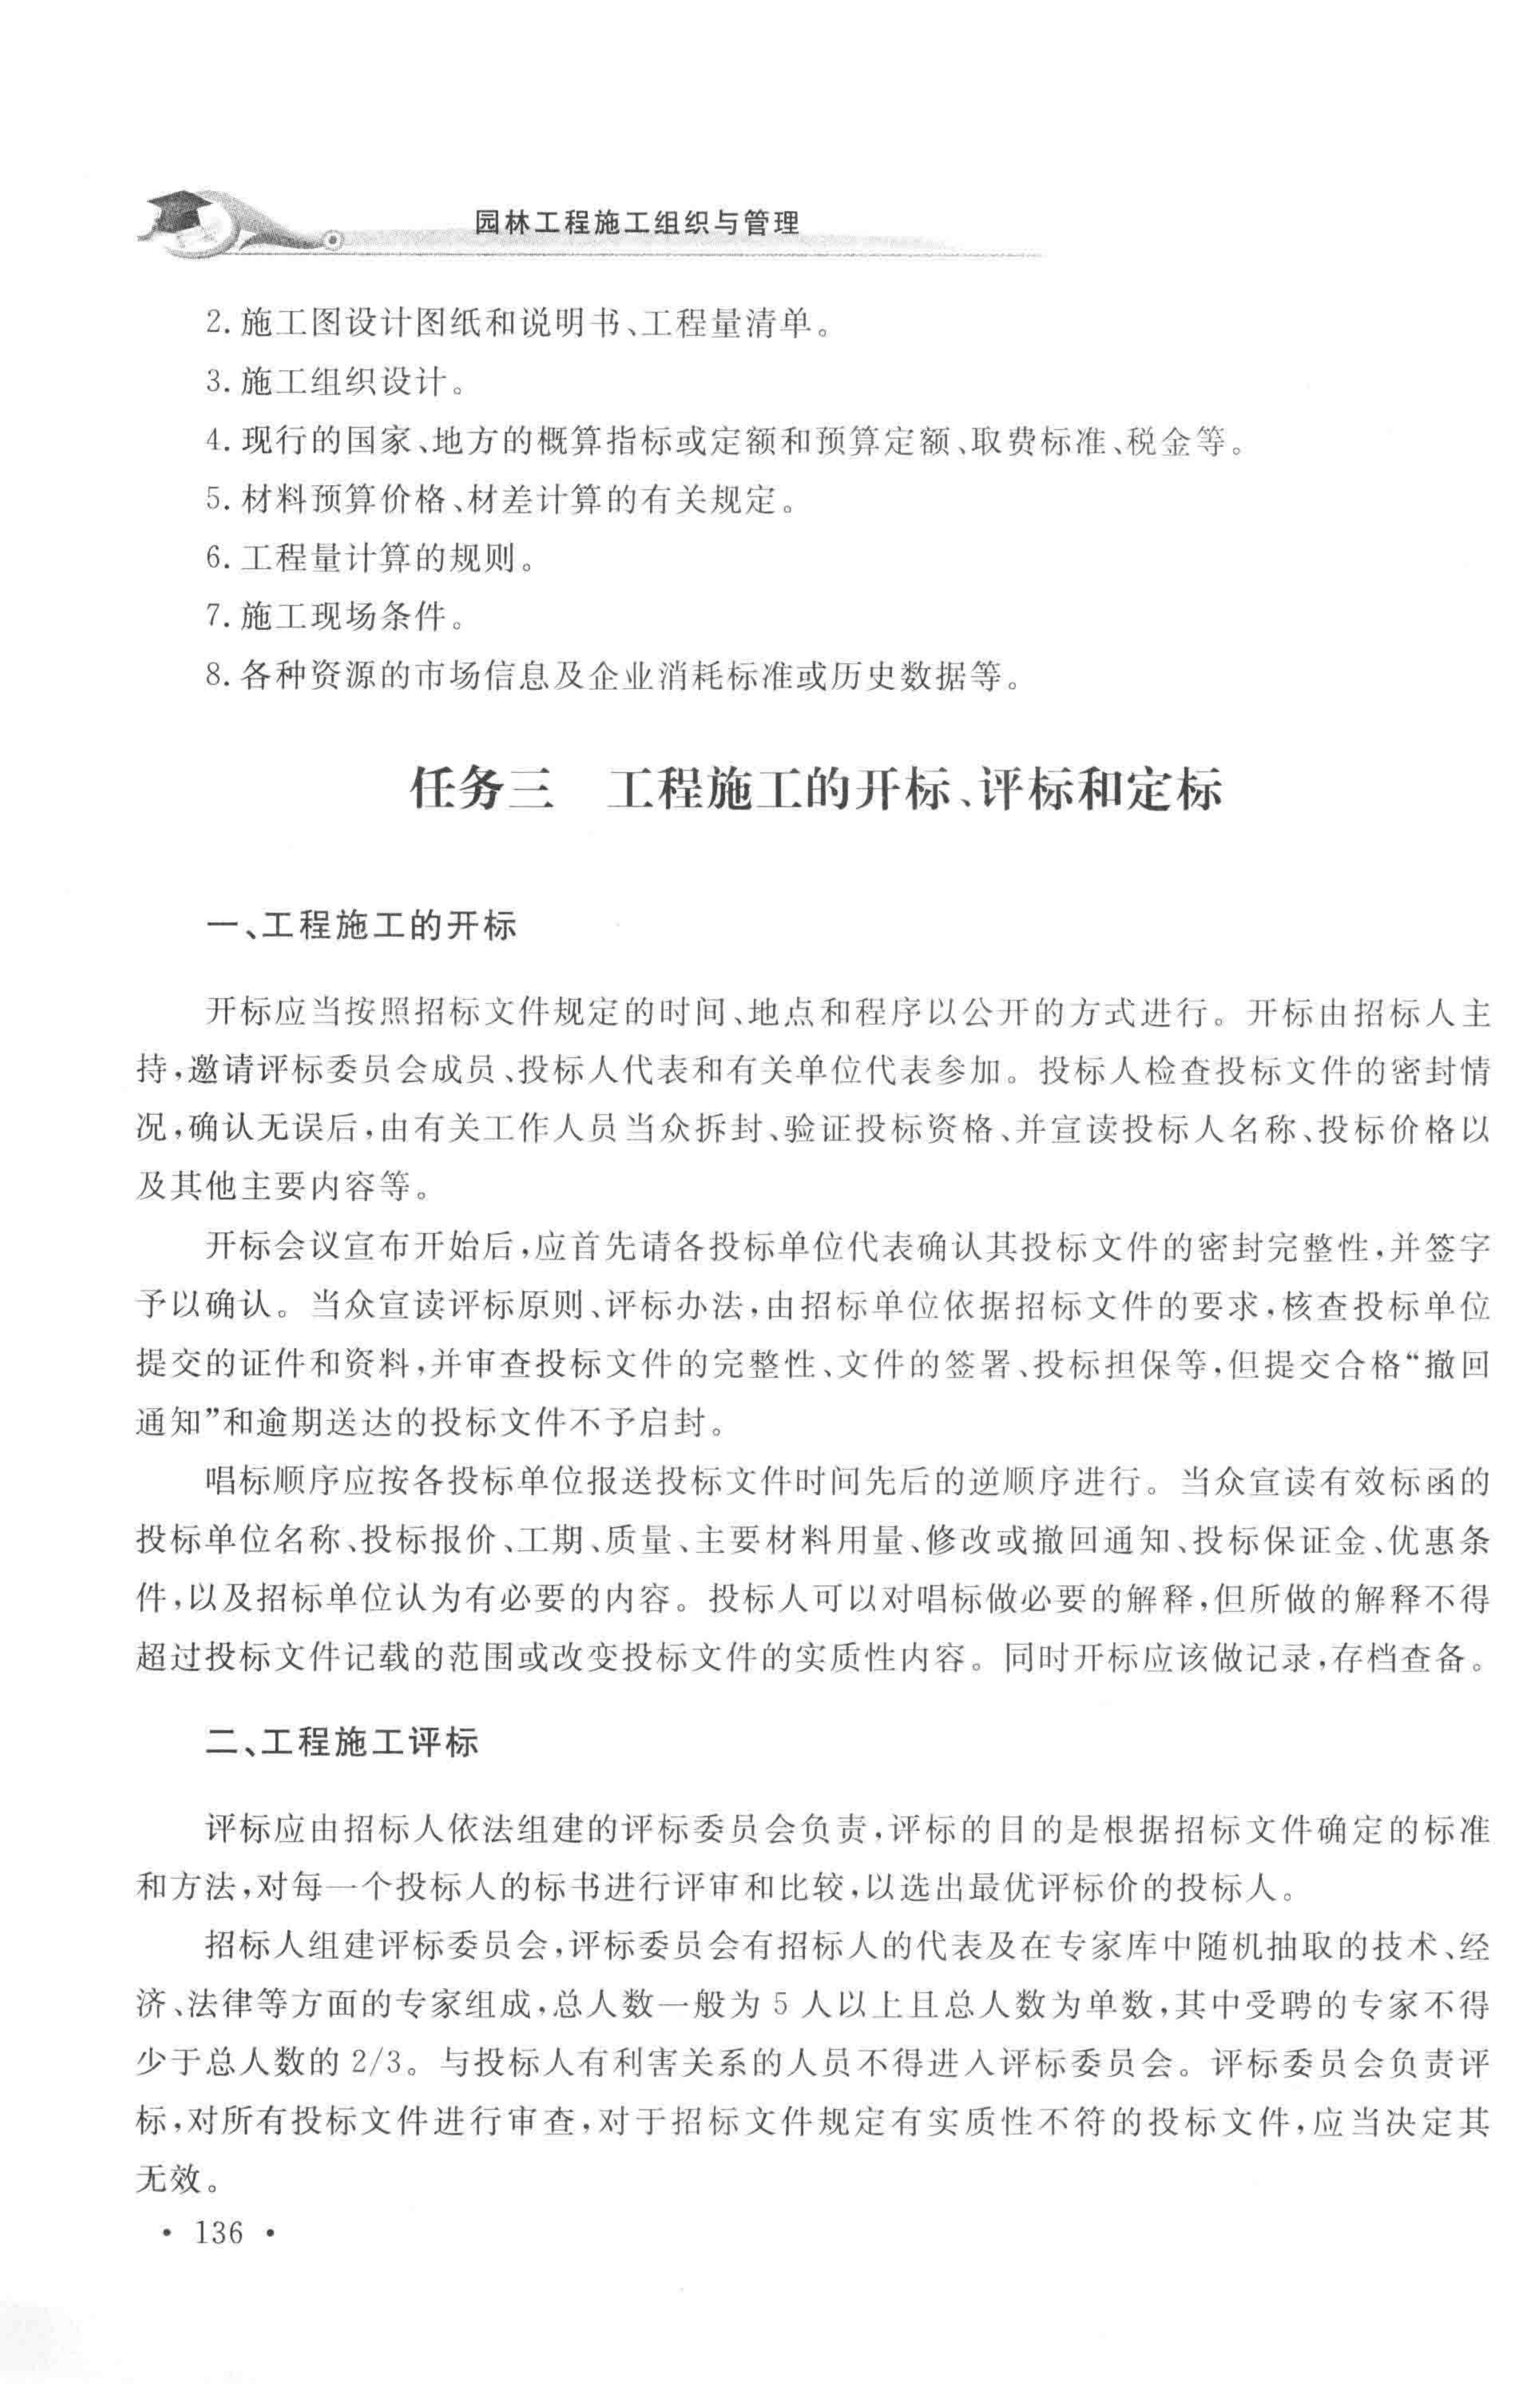 园林工程施工组织与管理
2. 施工图设计图纸和说明书、工程量清单。
3. 施工组织设计。
4. 现行的国家、地方的概算指标或定额和预算定额、取费标准、税金等。
5. 材料预算价格、材差计算的有关规定。
6. 工程量计算的规则。
7. 施工现场条件。
8. 各种资源的市场信息及企业消耗标准或历史数据等。
任务三　工程施工的开标、评标和定标
一、工程施工的开标
开标应当按照招标文件规定的时间、地点和程序以公开的方式进行。开标由招标人主
持,邀请评标委员会成员、投标人代表和有关单位代表参加。投标人检查投标文件的密封情
况,确认无误后,由有关工作人员当众拆封、验证投标资格、并宣读投标人名称、投标价格以
及其他主要内容等。
开标会议宣布开始后,应首先请各投标单位代表确认其投标文件的密封完整性,并签字
予以确认。当众宣读评标原则、评标办法,由招标单位依据招标文件的要求,核查投标单位
提交的证件和资料,并审查投标文件的完整性、文件的签署、投标担保等,但提交合格“撤回
通知”和逾期送达的投标文件不予启封。
唱标顺序应按各投标单位报送投标文件时间先后的逆顺序进行。当众宣读有效标函的
投标单位名称、投标报价、工期、质量、主要材料用量、修改或撤回通知、投标保证金、优惠条
件,以及招标单位认为有必要的内容。投标人可以对唱标做必要的解释,但所做的解释不得
超过投标文件记载的范围或改变投标文件的实质性内容。同时开标应该做记录,存档查备。
二、工程施工评标
评标应由招标人依法组建的评标委员会负责,评标的目的是根据招标文件确定的标准
和方法,对每一个投标人的标书进行评审和比较,以选出最优评标价的投标人。
招标人组建评标委员会,评标委员会有招标人的代表及在专家库中随机抽取的技术、经
济、法律等方面的专家组成,总人数一般为 5 人以上且总人数为单数,其中受聘的专家不得
少于总人数的 2/3。与投标人有利害关系的人员不得进入评标委员会。评标委员会负责评
标,对所有投标文件进行审查,对于招标文件规定有实质性不符的投标文件,应当决定其
无效。
• 136 •